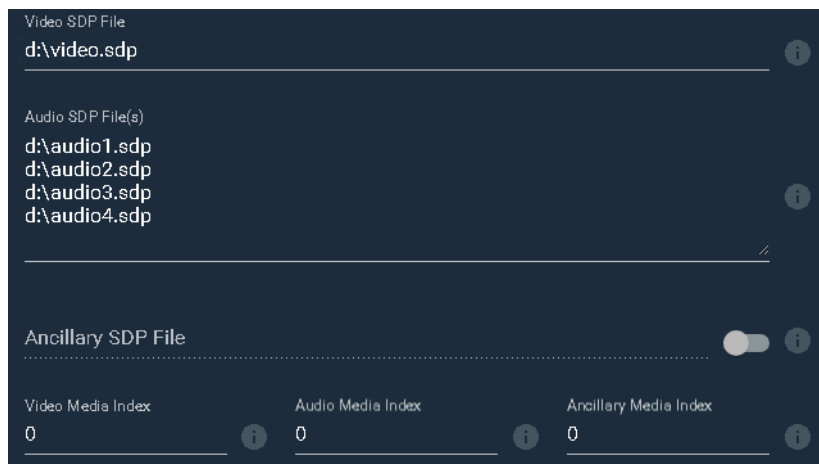 Video SDP File
d:\video.sdp
Audio SDP File(s)
d:\audio1.sdp
d:\audio2.sdp
d:\audio3.sdp
d:\audio4.sdp
Ancillary SDP File
Video Media Index
Audio Media Index
Ancillary Media Index
0
0
0